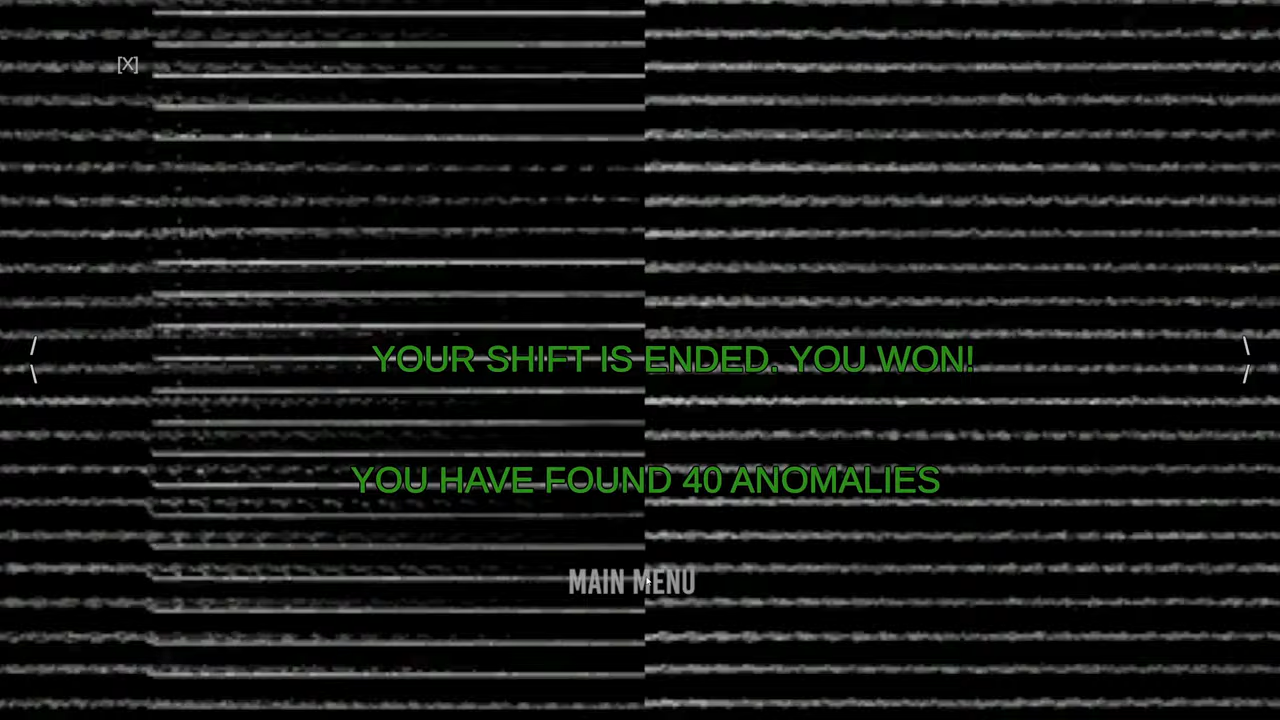 [X]
/ \
\ /
YOUR SHIFT IS ENDED. YOU WON!
YOU HAVE FOUND 40 ANOMALIES
MAIN MENU